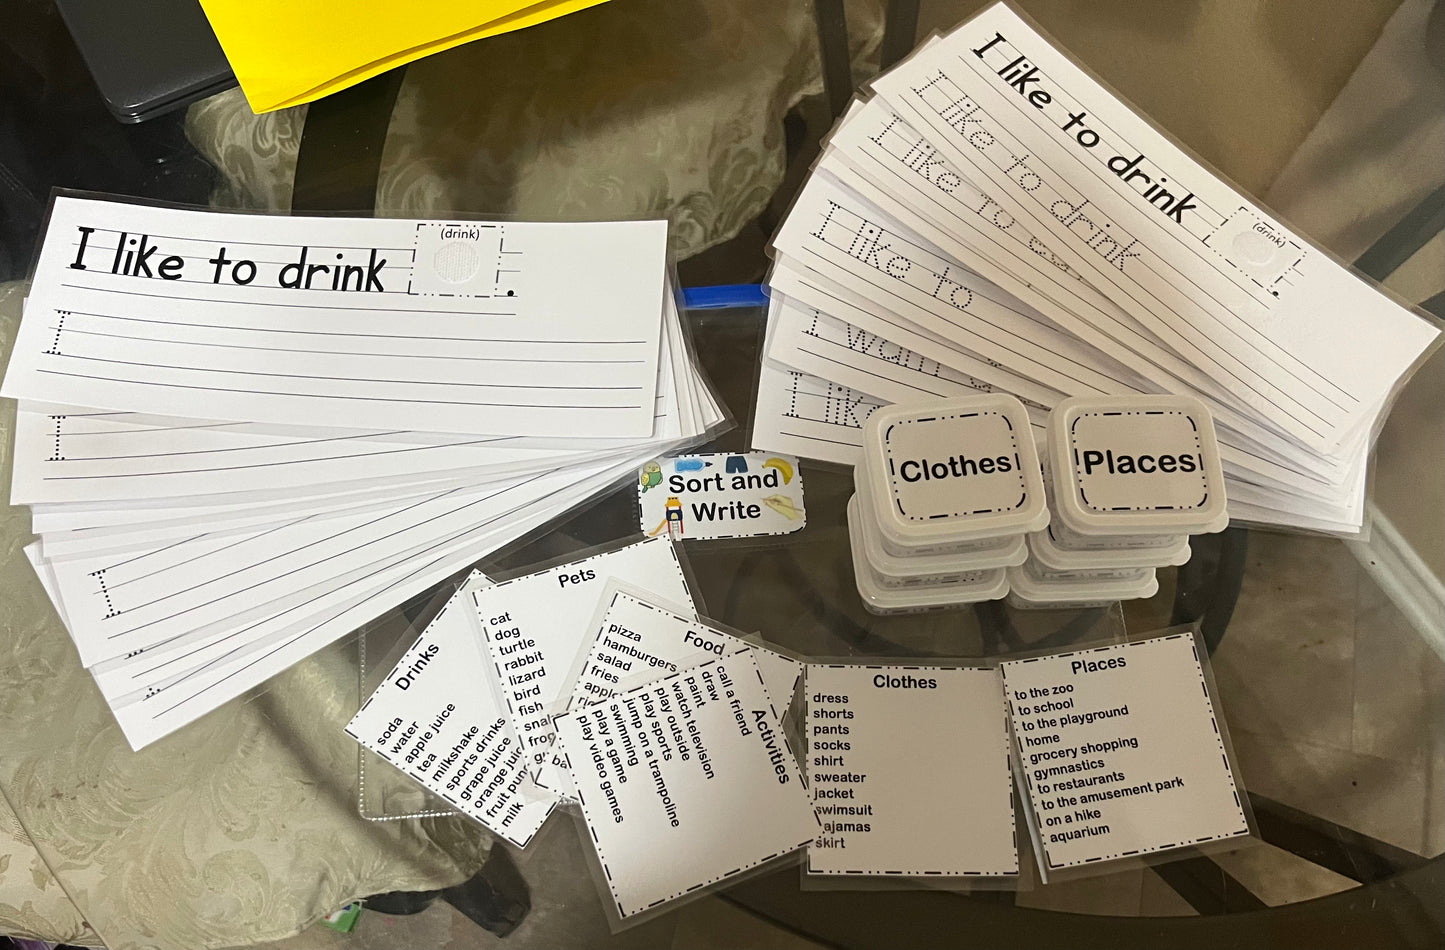 I like to drink (drink).
I
I
I
I like to drink (drink).
I like to drink
I like to
I like to
I want
I like
Sort and
Write
Clothes
Places
Drinks
soda
water
apple juice
tea
milkshake
sports drinks
grape juice
orange juice
fruit
milk
Pets
cat
dog
turtle
rabbit
lizard
bird
fish
Food
pizza
hamburgers
salad
fries
Activities
call a friend
draw
paint
watch television
play outside
play sports
jump on a trampoline
swimming
play a game
play video games
Clothes
dress
shorts
pants
socks
shirt
sweater
jacket
swimsuit
ajamas
skirt
Places
to the zoo
to school
to the playground
home
grocery shopping
gymnastics
to restaurants
to the amusement park
on a hike
aquarium